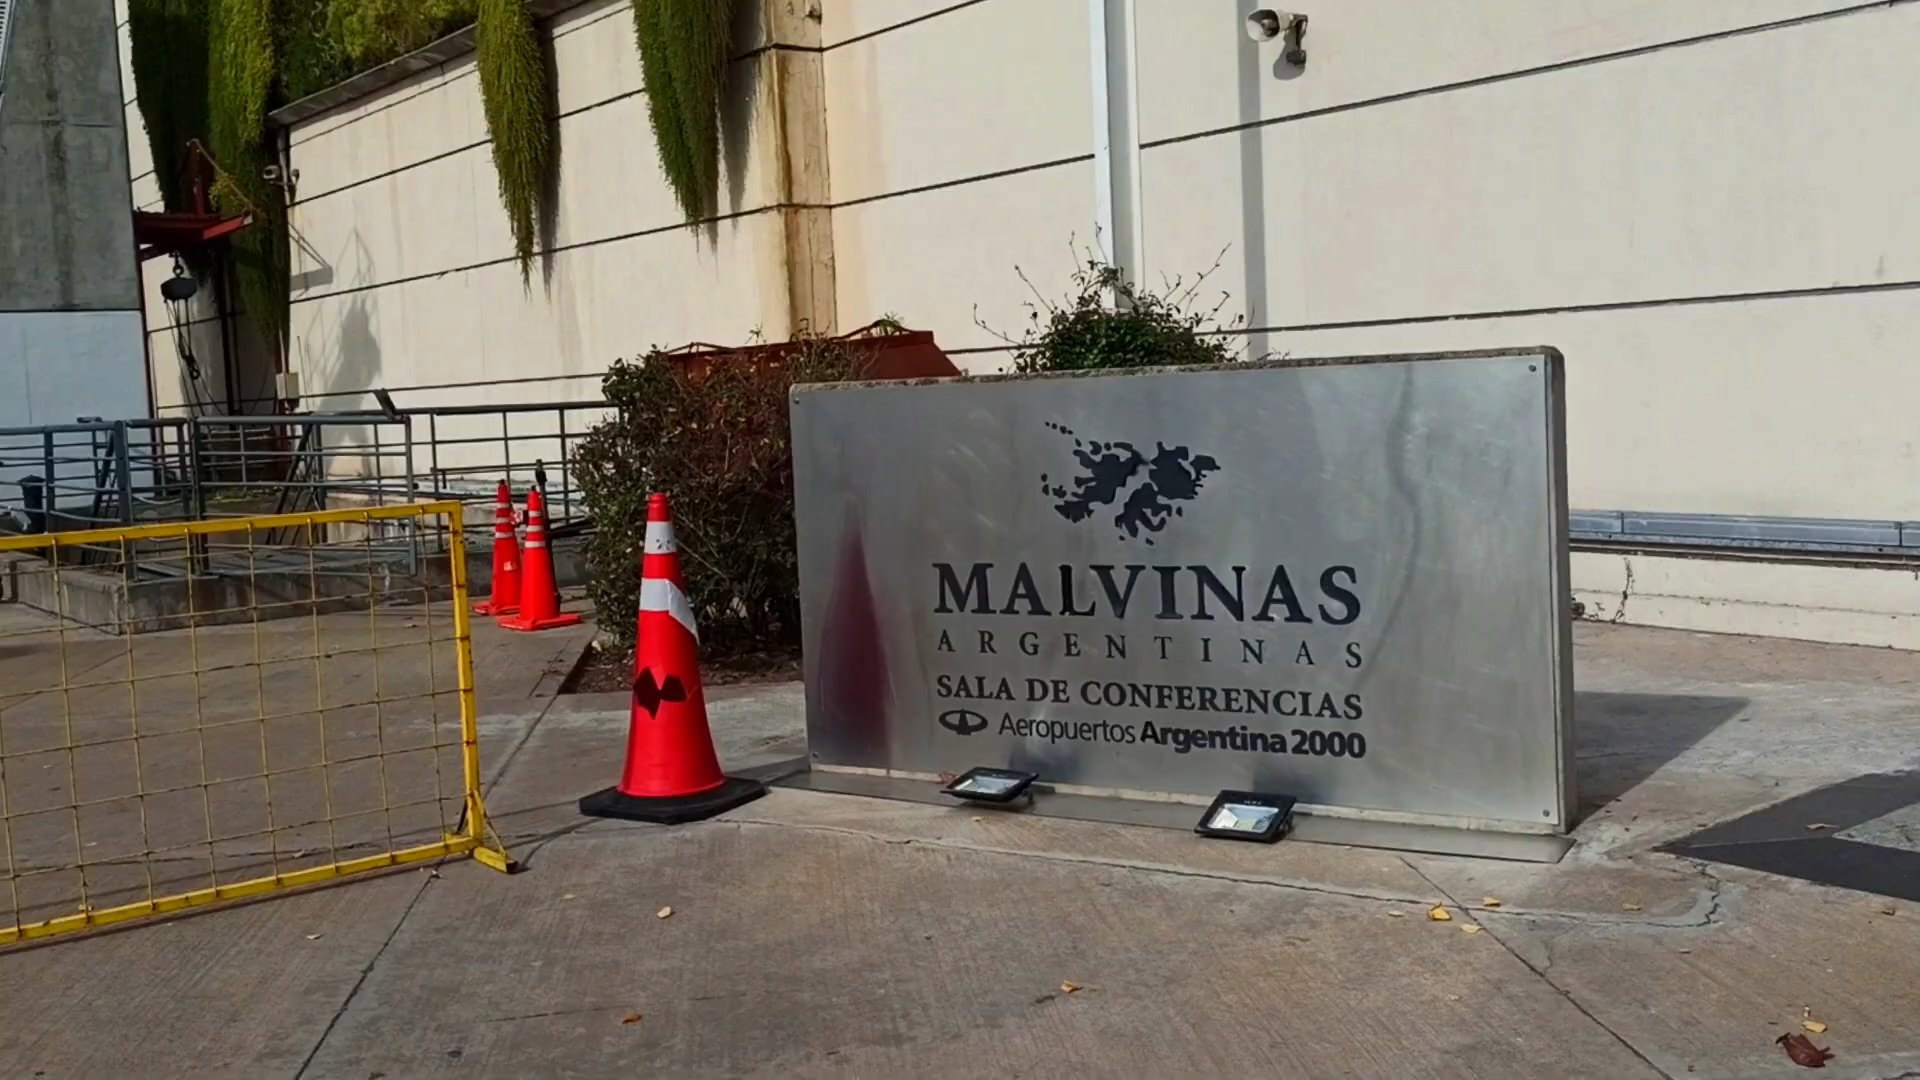 MALVINAS
ARGENTINAS
SALA DE CONFERENCIAS
Aeropuertos Argentina 2000